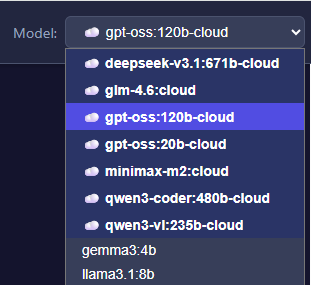 Model: gpt-oss:120b-cloud
deepseek-v3.1:671b-cloud
glm-4.6:cloud
gpt-oss:120b-cloud
gpt-oss:20b-cloud
minimax-m2:cloud
qwen3-coder:480b-cloud
qwen3-vl:235b-cloud
gemma3:4b
llama3.1:8b